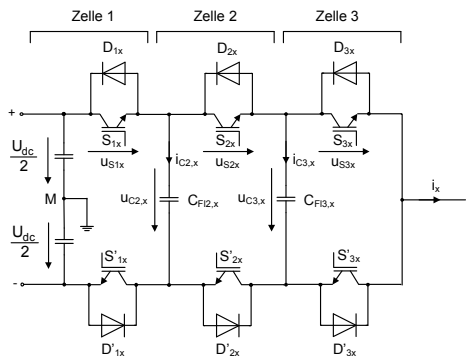 Zelle 1 Zelle 2 Zelle 3
D1x D2x D3x
+
S1x S2x S3x
uS1x iC2,x uS2x iC3,x uS3x
Udc
2
ix
M
uC2,x CFl2,x uC3,x CFl3,x
Udc
2
S'1x S'2x S'3x
-
D'1x D'2x D'3x